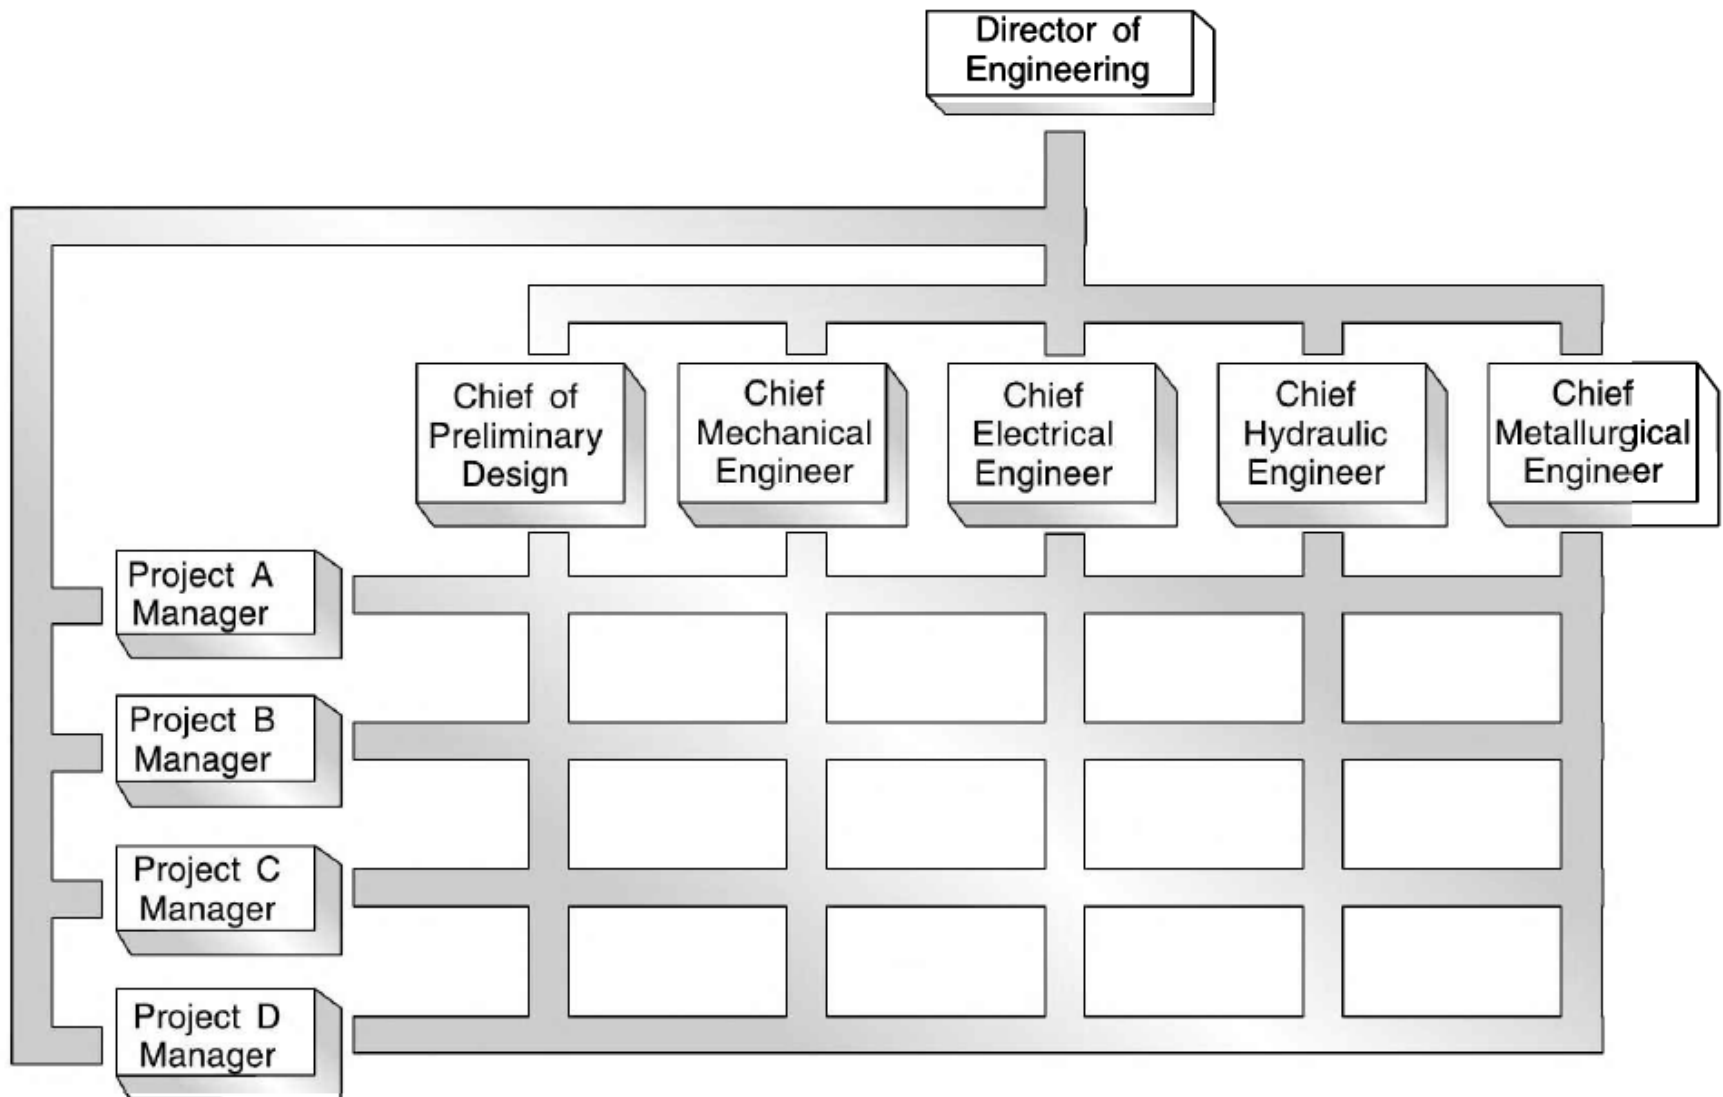 Director of
Engineering
Chief of
Preliminary
Design
Chief
Mechanical
Engineer
Chief
Electrical
Engineer
Chief
Hydraulic
Engineer
Chief
Metallurgical
Engineer
Project A
Manager
Project B
Manager
Project C
Manager
Project D
Manager